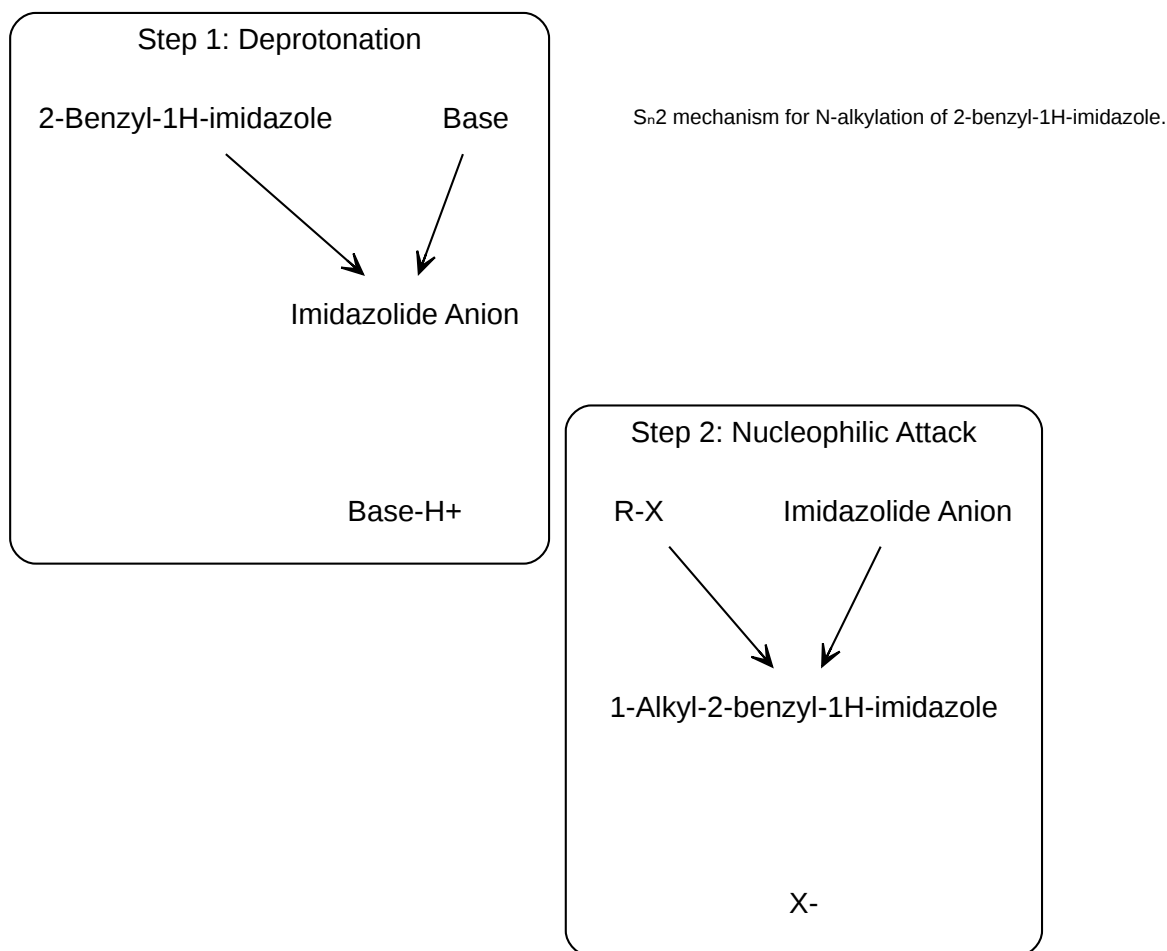 Step 1: Deprotonation
2-Benzyl-1H-imidazole
Base
Imidazolide Anion
Base-H+
Sₙ2 mechanism for N-alkylation of 2-benzyl-1H-imidazole.
Step 2: Nucleophilic Attack
R-X
Imidazolide Anion
1-Alkyl-2-benzyl-1H-imidazole
X-